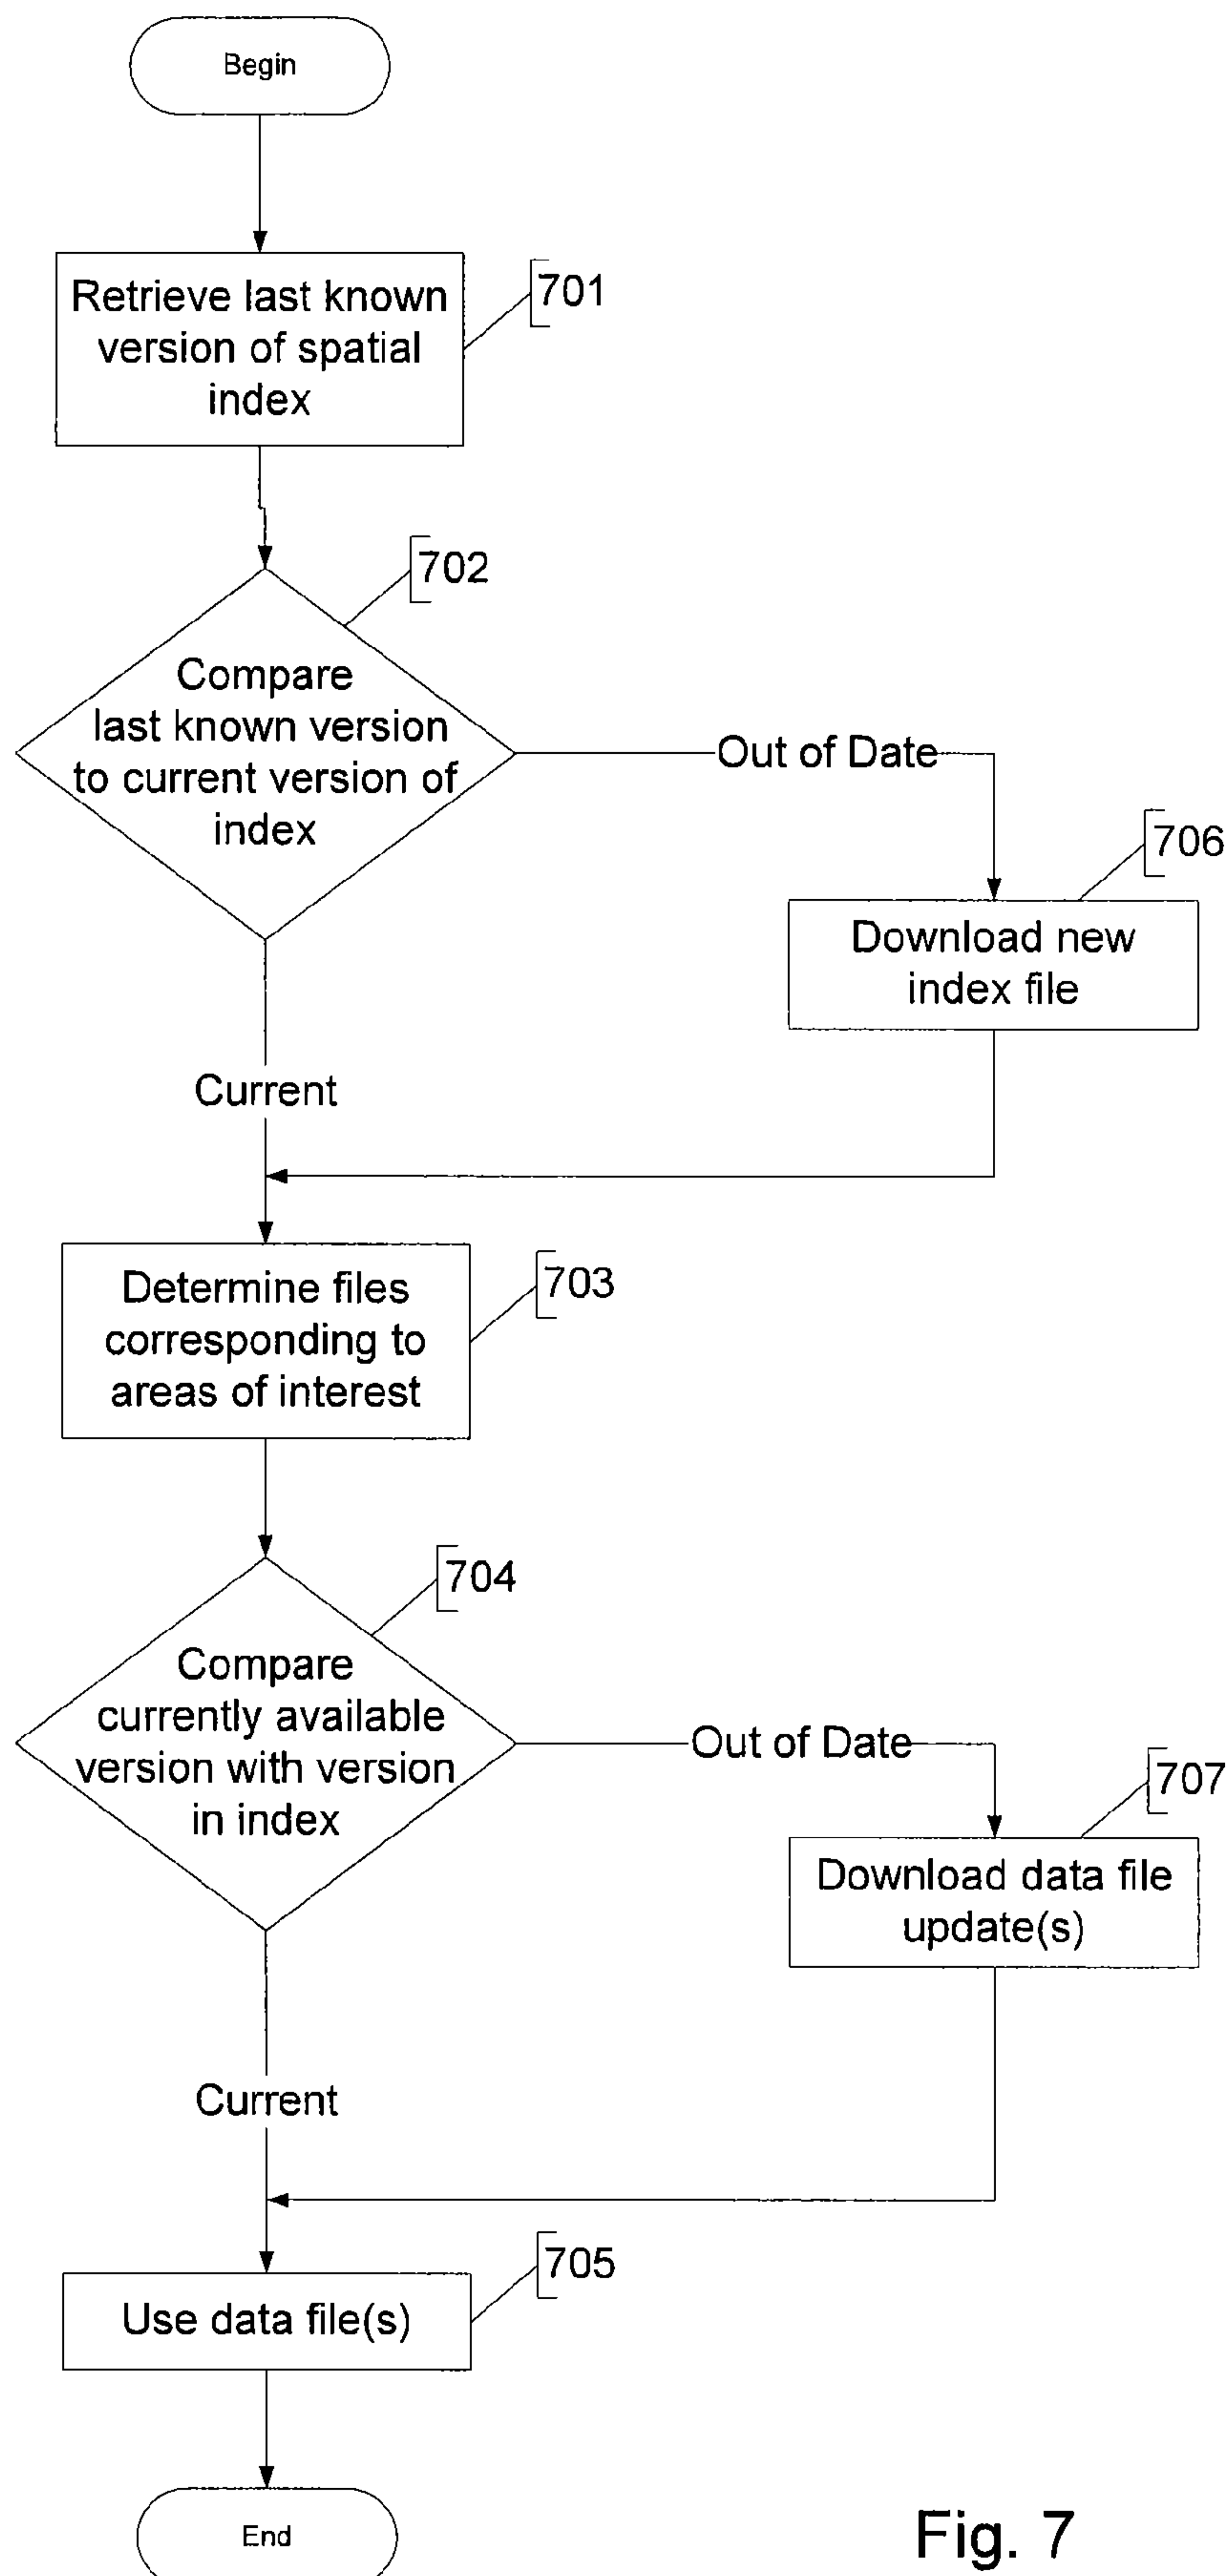 Begin
Retrieve last known
version of spatial
index
701
702
Compare
last known version
to current version of
index
Out of Date
706
Download new
index file
Current
Determine files
corresponding to
areas of interest
703
704
Compare
currently available
version with version
in index
Out of Date
707
Download data file
update(s)
Current
705
Use data file(s)
End
Fig. 7